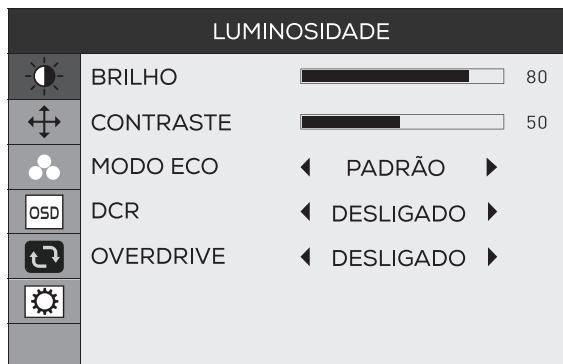 LUMINOSIDADE
BRILHO 80
CONTRASTE 50
MODO ECO PADRÃO
OSD DCR DESLIGADO
OVERDRIVE DESLIGADO